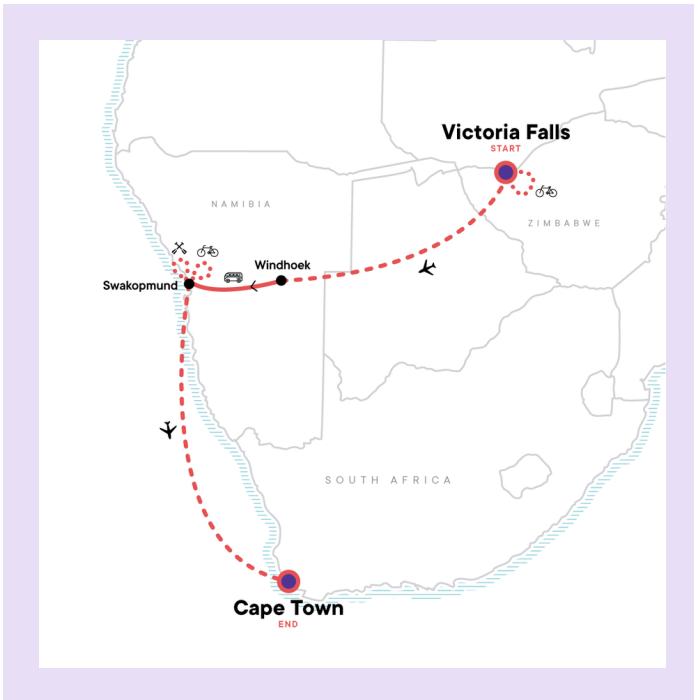 Victoria Falls
START
NAMIBIA
ZIMBABWE
Windhoek
Swakopmund
SOUTH AFRICA
Cape Town
END